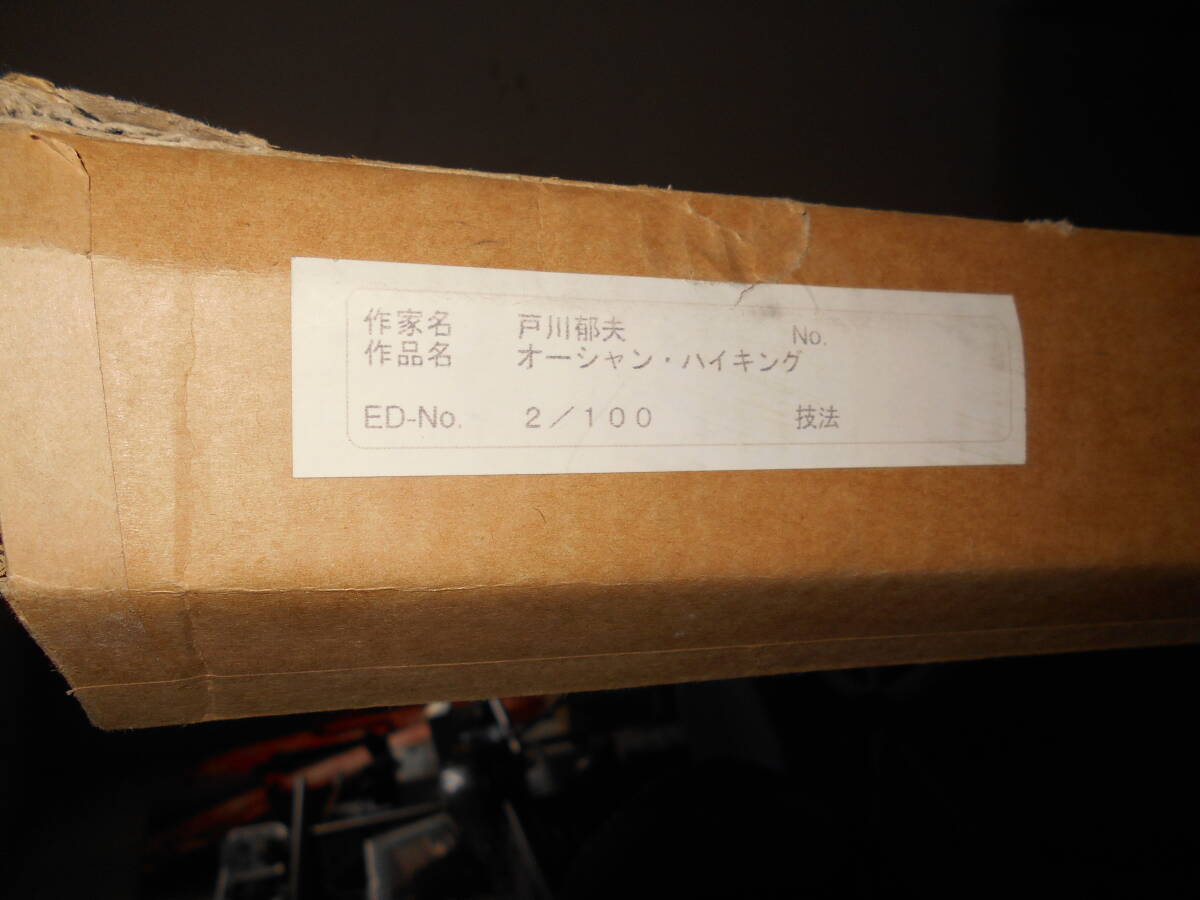 作家名 戸川郁夫 No.
作品名 オーシャン・ハイキング
ED-No. 2/100 技法